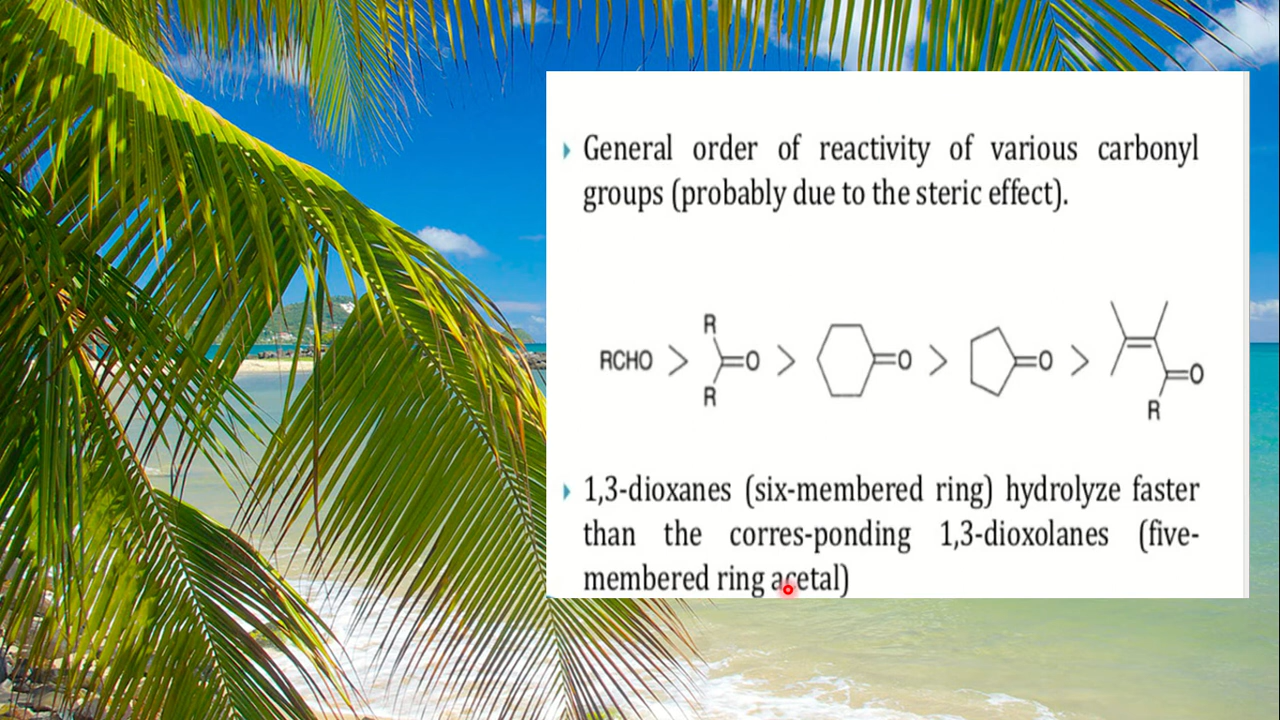 General order of reactivity of various carbonyl
groups (probably due to the steric effect).
R
RCHO > =O > =O > =O > =O
R
R
1,3-dioxanes (six-membered ring) hydrolyze faster
than the corres-ponding 1,3-dioxolanes (five-
membered ring acetal)